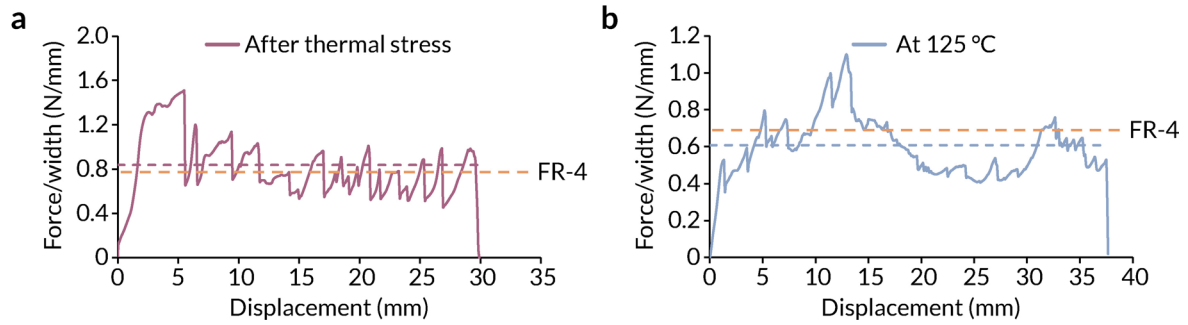 a
After thermal stress
Force/width (N/mm)
2.0
1.6
1.2
0.8
0.4
0
FR-4
0 5 10 15 20 25 30 35
Displacement (mm)
b
At 125 °C
Force/width (N/mm)
1.2
1.0
0.8
0.6
0.4
0.2
0
FR-4
0 5 10 15 20 25 30 35 40
Displacement (mm)